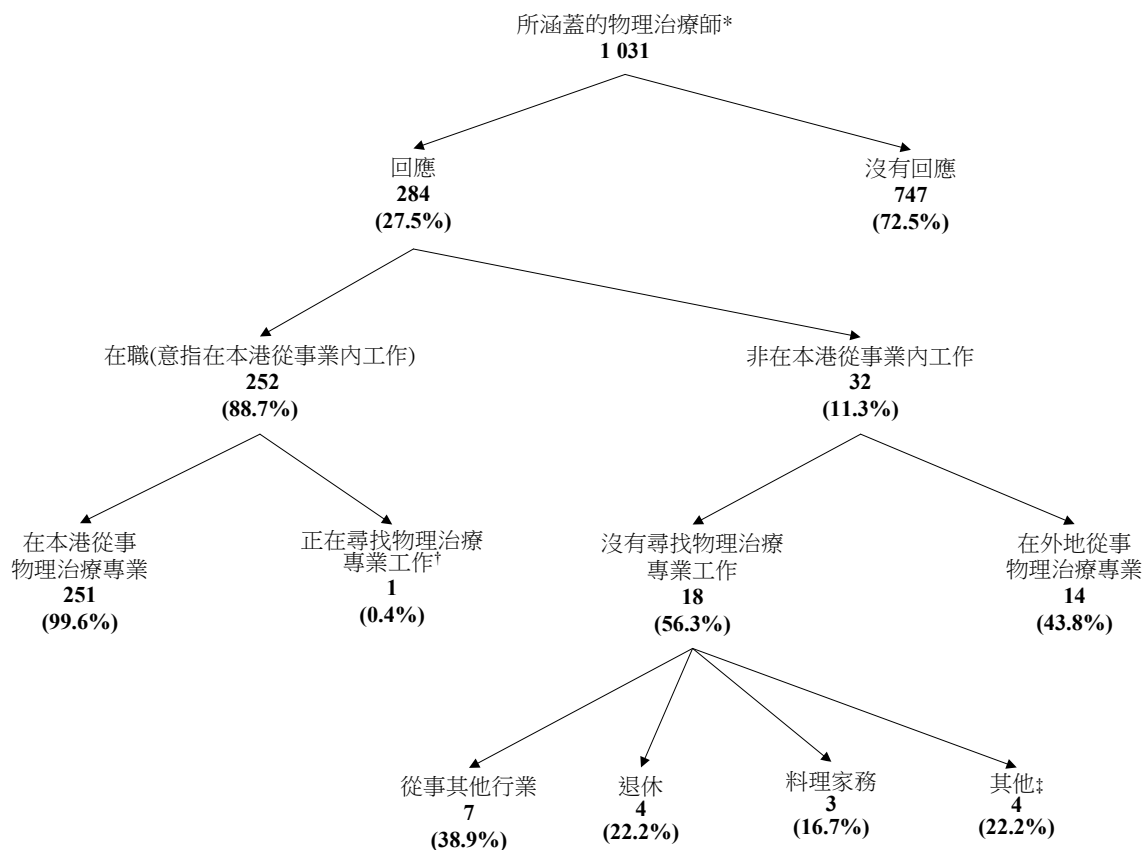 所涵蓋的物理治療師*
1 031
回應
284
(27.5%)
沒有回應
747
(72.5%)
在職(意指在本港從事業內工作)
252
(88.7%)
非在本港從事業內工作
32
(11.3%)
在本港從事
物理治療專業
251
(99.6%)
正在尋找物理治療
專業工作†
1
(0.4%)
沒有尋找物理治療
專業工作
18
(56.3%)
在外地從事
物理治療專業
14
(43.8%)
從事其他行業
7
(38.9%)
退休
4
(22.2%)
料理家務
3
(16.7%)
其他‡
4
(22.2%)